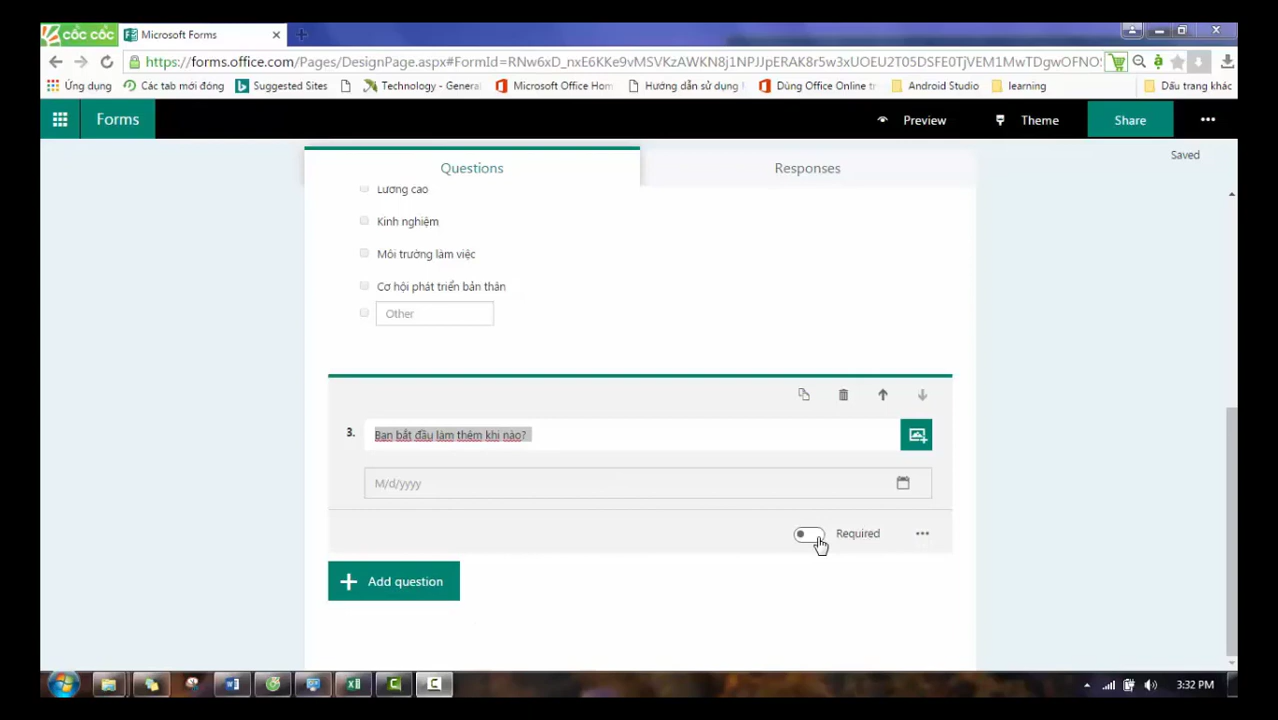 cốc cốc
Microsoft Forms
https://forms.office.com/Pages/DesignPage.aspx#FormId=RNw6xD_nxE6KKe9vMSVKzAWKN8j1NPJJpERAK8r5w3xUOEU2T05DSFE0TjVEM1MwTDgwOFNO
Ứng dụng
Các tab mới đóng
Suggested Sites
Technology - General
Microsoft Office Hom
Hướng dẫn sử dụng
Dùng Office Online tr
Android Studio
learning
Dấu trang khác
Forms
Preview
Theme
Share
Saved
Questions
Responses
Lương cao
Kinh nghiệm
Môi trường làm việc
Cơ hội phát triển bản thân
Other
3.
Bạn bắt đầu làm thêm khi nào?
M/d/yyyy
Required
Add question
3:32 PM